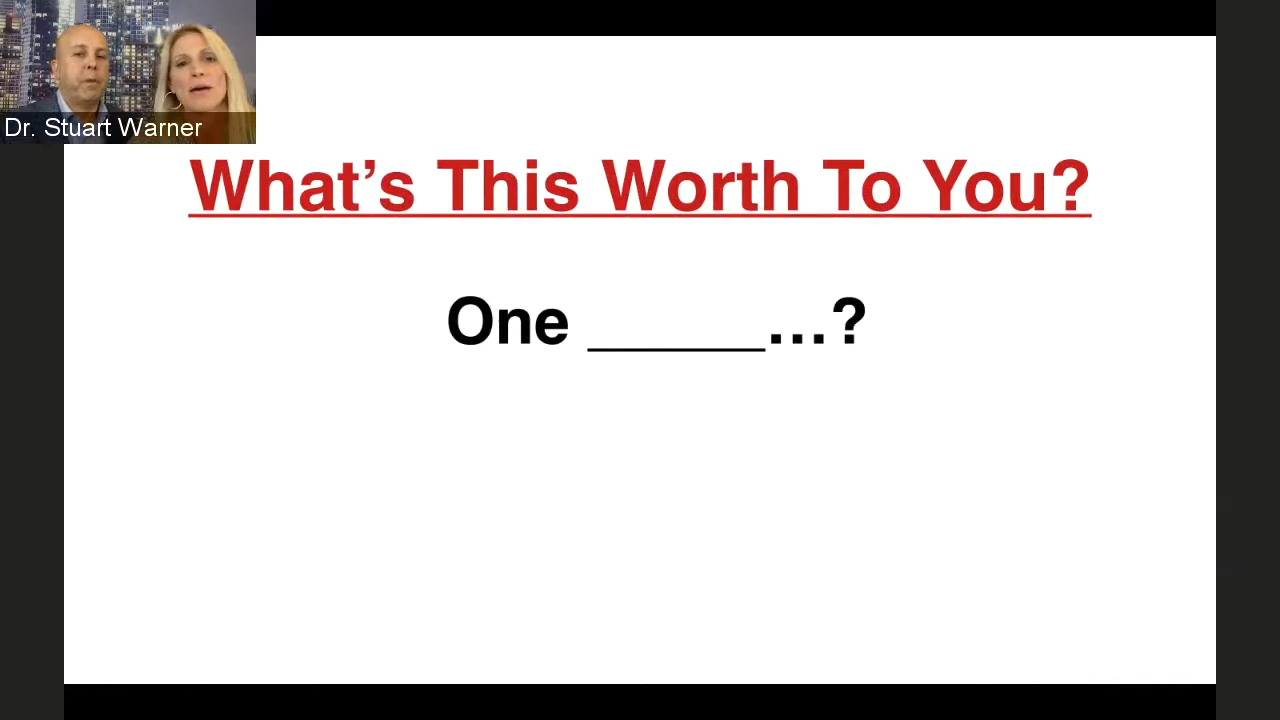 Dr. Stuart Warner
What’s This Worth To You?
One ______...?